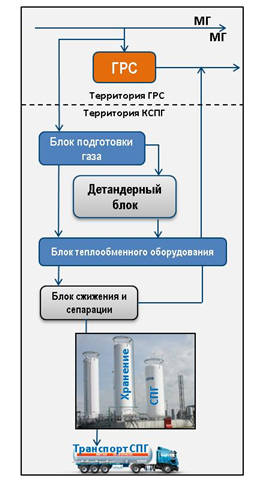 МГ
МГ
ГРС
Территория ГРС
Территория КСПГ
Блок подготовки
газа
Детандерный
блок
Блок теплообменного оборудования
Блок сжижения и
сепарации
Хранение
СПГ
Транспорт СПГ